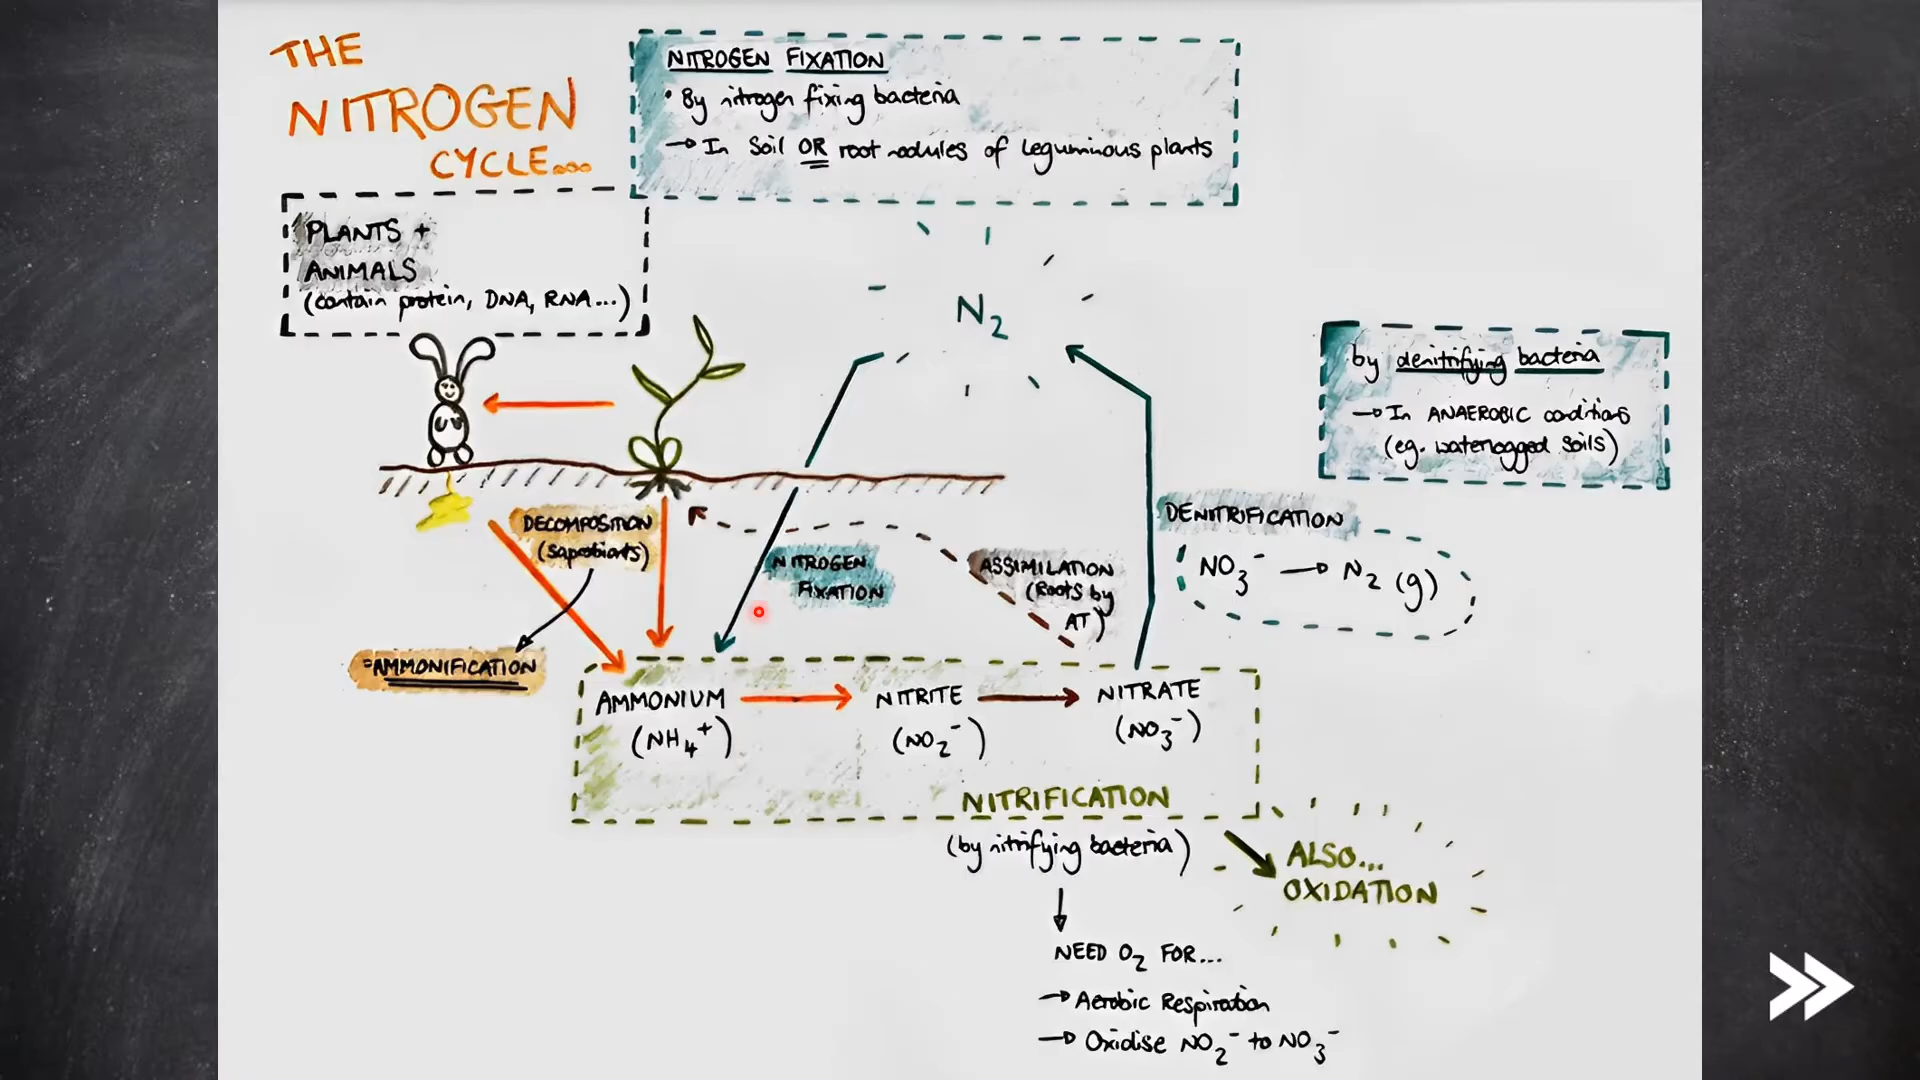 THE
NITROGEN
CYCLE...
NITROGEN FIXATION
• By nitrogen fixing bacteria
→ In Soil OR root nodules of leguminous plants
PLANTS +
ANIMALS
(contain protein, DNA, RNA...)
N₂
by denitrifying bacteria
→ In ANAEROBIC conditions
(eg. waterlogged soils)
DECOMPOSITION
(saprobionts)
=AMMONIFICATION
NITROGEN
FIXATION
ASSIMILATION
(Roots by
AT)
DENITRIFICATION
NO₃⁻ → N₂ (g)
AMMONIUM
(NH₄⁺)
NITRITE
(NO₂⁻)
NITRATE
(NO₃⁻)
NITRIFICATION
(by nitrifying bacteria)
ALSO...
OXIDATION
NEED O₂ FOR...
→ Aerobic Respiration
→ Oxidise NO₂⁻ to NO₃⁻